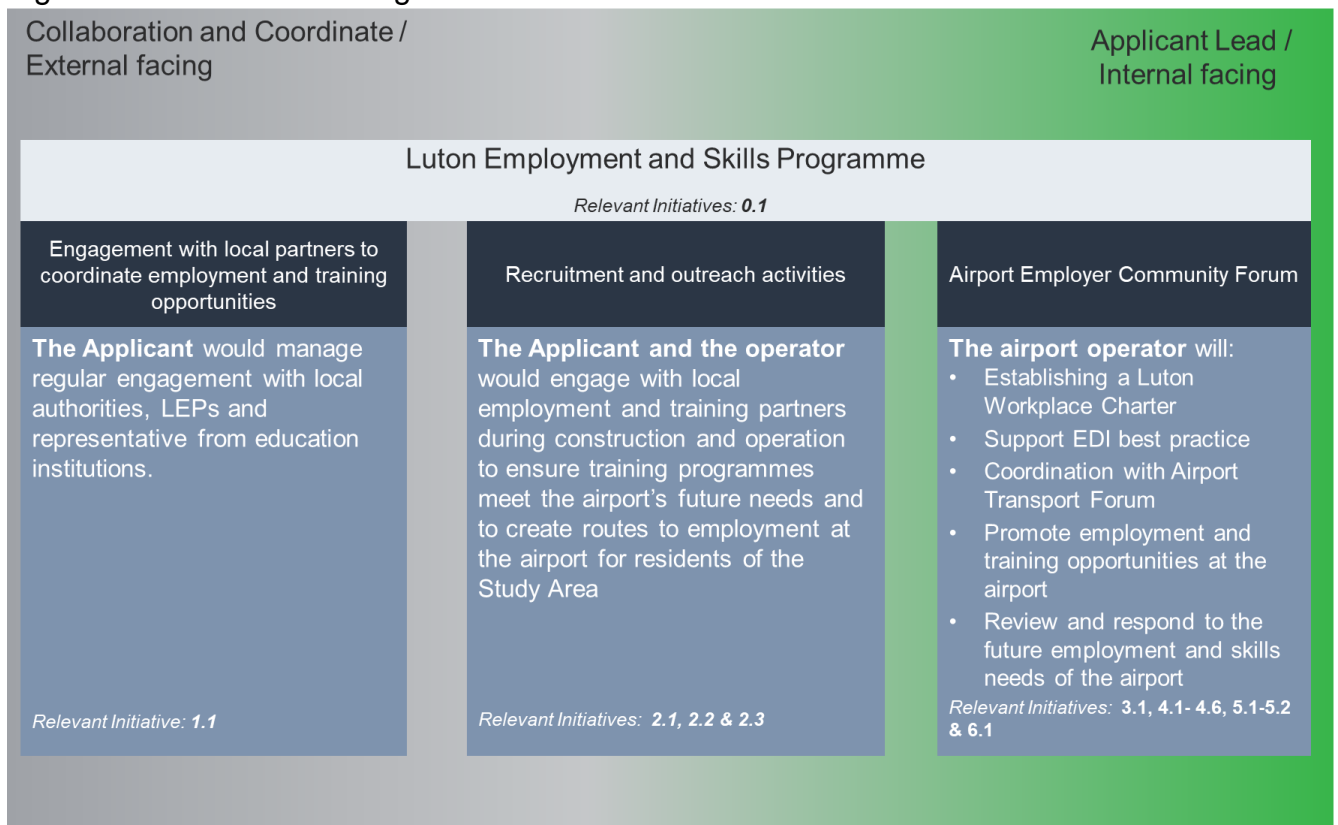 Collaboration and Coordinate /
External facing
Applicant Lead /
Internal facing
Luton Employment and Skills Programme
Relevant Initiatives: 0.1
Engagement with local partners to
coordinate employment and training
opportunities
The Applicant would manage
regular engagement with local
authorities, LEPs and
representative from education
institutions.
Relevant Initiative: 1.1
Recruitment and outreach activities
The Applicant and the operator
would engage with local
employment and training partners
during construction and operation
to ensure training programmes
meet the airport's future needs and
to create routes to employment at
the airport for residents of the
Study Area
Relevant Initiatives: 2.1, 2.2 & 2.3
Airport Employer Community Forum
The airport operator will:
• Establishing a Luton
Workplace Charter
• Support EDI best practice
• Coordination with Airport
Transport Forum
• Promote employment and
training opportunities at the
airport
• Review and respond to the
future employment and skills
needs of the airport
Relevant Initiatives: 3.1, 4.1- 4.6, 5.1-5.2
& 6.1